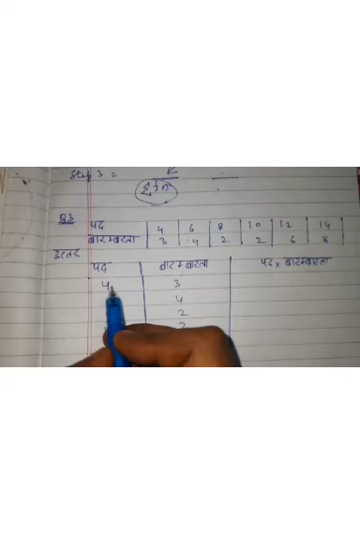 Step 3 =
Σfx
Q3
पद 4 6 8 10 12 14
बारम्बारता 3 4 2 2 6 8
उत्तर
पद बारम्बारता पद x बारम्बारता
4 3
4
2
2